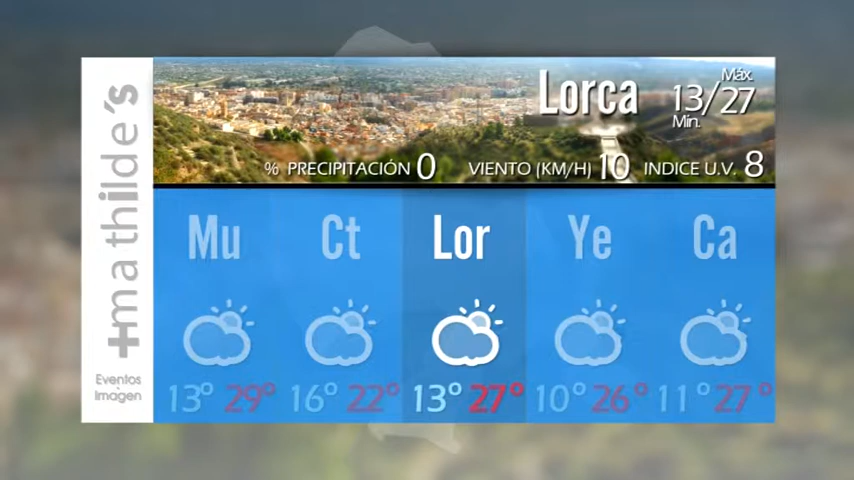 +mathilde's
Eventos
Imagen
Lorca
Máx.
13/27
Mín.
% PRECIPITACIÓN 0 VIENTO (KM/H) 10 INDICE U.V. 8
Mu Ct Lor Ye Ca
13° 29° 16° 22° 13° 27° 10° 26° 11° 27°